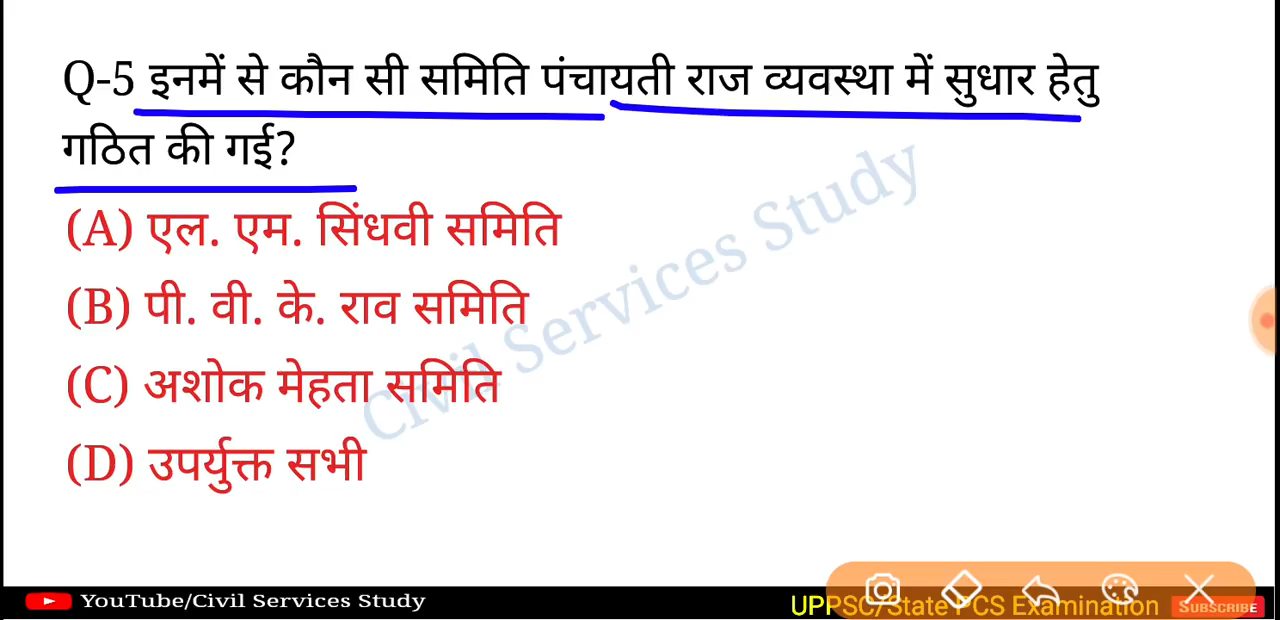 Q-5 इनमें से कौन सी समिति पंचायती राज व्यवस्था में सुधार हेतु
गठित की गई?
(A) एल. एम. सिंधवी समिति
(B) पी. वी. के. राव समिति
(C) अशोक मेहता समिति
(D) उपर्युक्त सभी
Civil Services Study
YouTube/Civil Services Study
UPPSC/State PCS Examination
SUBSCRIBE